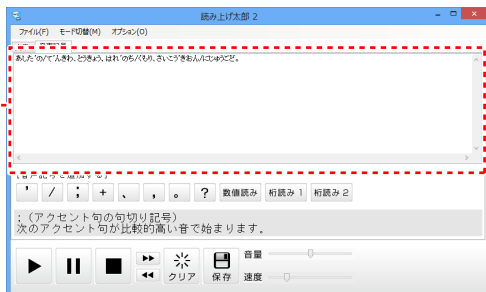 読み上げ太郎 2
ファイル(F) モード切替(M) オプション(O)
あした'の/て'んきわ、とうきょう、はれ'のち/くもり、さいこう'きおん/にじゅうごど。
' / ; + 、 , 。 ? 数値読み 桁読み1 桁読み2
; (アクセント句の句切り記号)
次のアクセント句が比較的高い音で始まります。
クリア 保存 音量
速度